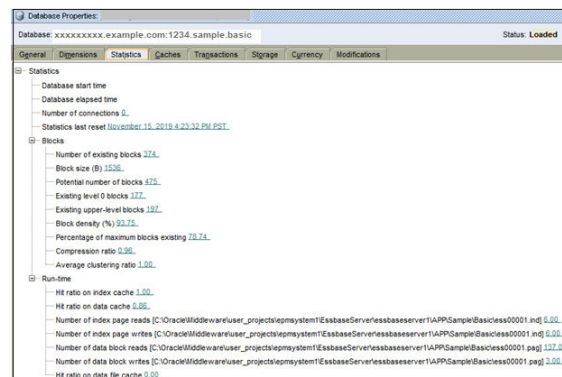 Database Properties:
Database: xxxxxxxxx.example.com:1234.sample.basic Status: Loaded
General Dimensions Statistics Caches Transactions Storage Currency Modifications
Statistics
Database start time
Database elapsed time
Number of connections 0
Statistics last reset November 15, 2019 4:23:32 PM PST
Blocks
Number of existing blocks 374
Block size (B) 1536
Potential number of blocks 475
Existing level 0 blocks 177
Existing upper-level blocks 197
Block density (%) 93.75
Percentage of maximum blocks existing 78.74
Compression ratio 0.96
Average clustering ratio 1.00
Run-time
Hit ratio on index cache 1.00
Hit ratio on data cache 0.86
Number of index page reads [C:\Oracle\Middleware\user_projects\epmsystem1\EssbaseServer\essbaseserver1\APP\Sample\Basic\ess00001.ind] 6.00
Number of index page writes [C:\Oracle\Middleware\user_projects\epmsystem1\EssbaseServer\essbaseserver1\APP\Sample\Basic\ess00001.ind] 6.00
Number of data block reads [C:\Oracle\Middleware\user_projects\epmsystem1\EssbaseServer\essbaseserver1\APP\Sample\Basic\ess00001.pag] 137.0
Number of data block writes [C:\Oracle\Middleware\user_projects\epmsystem1\EssbaseServer\essbaseserver1\APP\Sample\Basic\ess00001.pag] 3.00
Hit ratio on data file cache 0.00